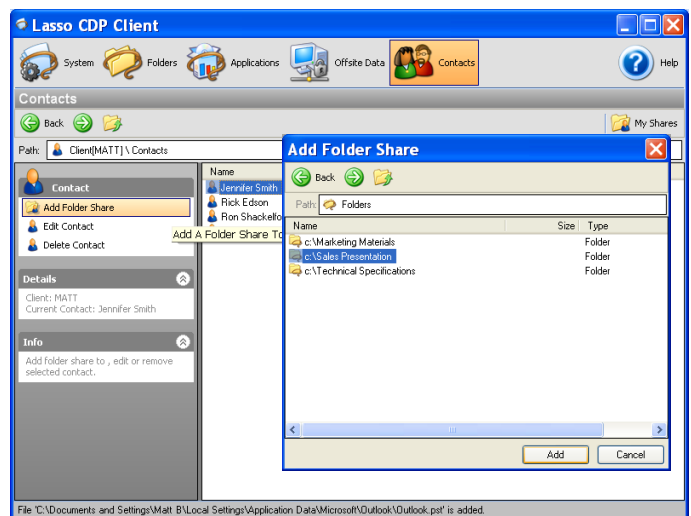 Lasso CDP Client
System
Folders
Applications
Offsite Data
Contacts
Help
Contacts
Back
My Shares
Path:
Client[MATT] \ Contacts
Contact
Add Folder Share
Edit Contact
Delete Contact
Details
Client: MATT
Current Contact: Jennifer Smith
Info
Add folder share to , edit or remove
selected contact.
Name
Jennifer Smith
Rick Edson
Ron Shackelfo
Add A Folder Share To
Add Folder Share
Back
Path:
Folders
Name Size Type
c:\Marketing Materials Folder
c:\Sales Presentation Folder
c:\Technical Specifications Folder
Add
Cancel
File 'C:\Documents and Settings\Matt B\Local Settings\Application Data\Microsoft\Outlook\Outlook.pst' is added.